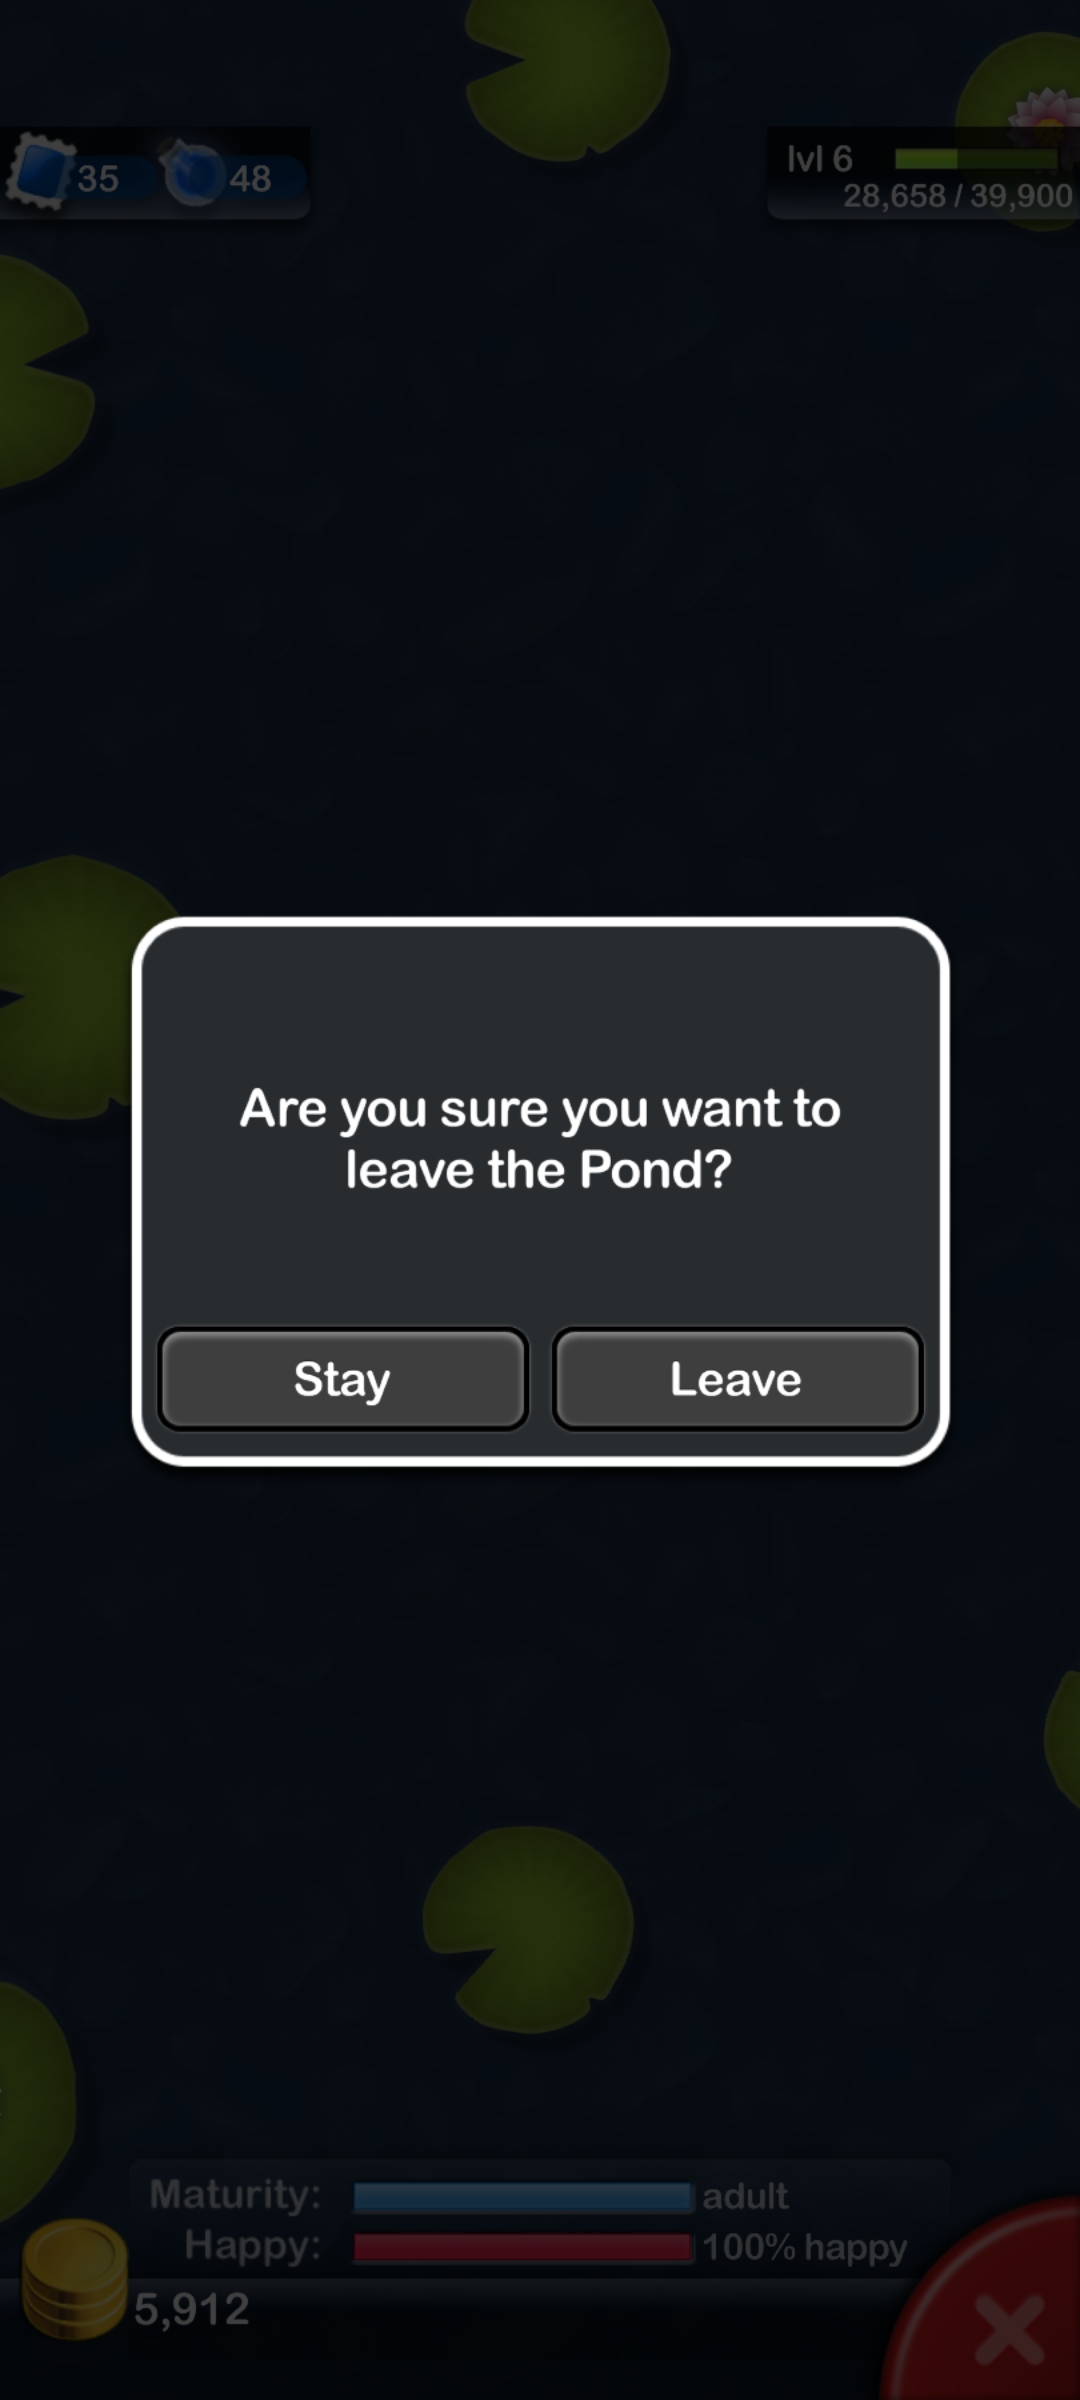 35 48
lvl 6
28,658 / 39,900
Are you sure you want to
leave the Pond?
Stay Leave
Maturity: adult
Happy: 100% happy
5,912